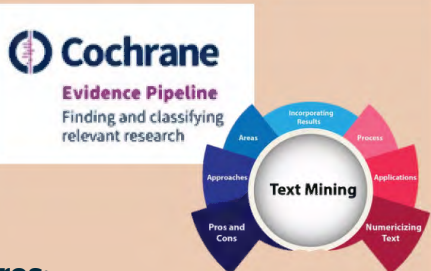 Cochrane
Evidence Pipeline
Finding and classifying
relevant research
Incorporating
Results
Areas
Process
Approaches
Applications
Text Mining
Pros and
Cons
Numericizing
Text